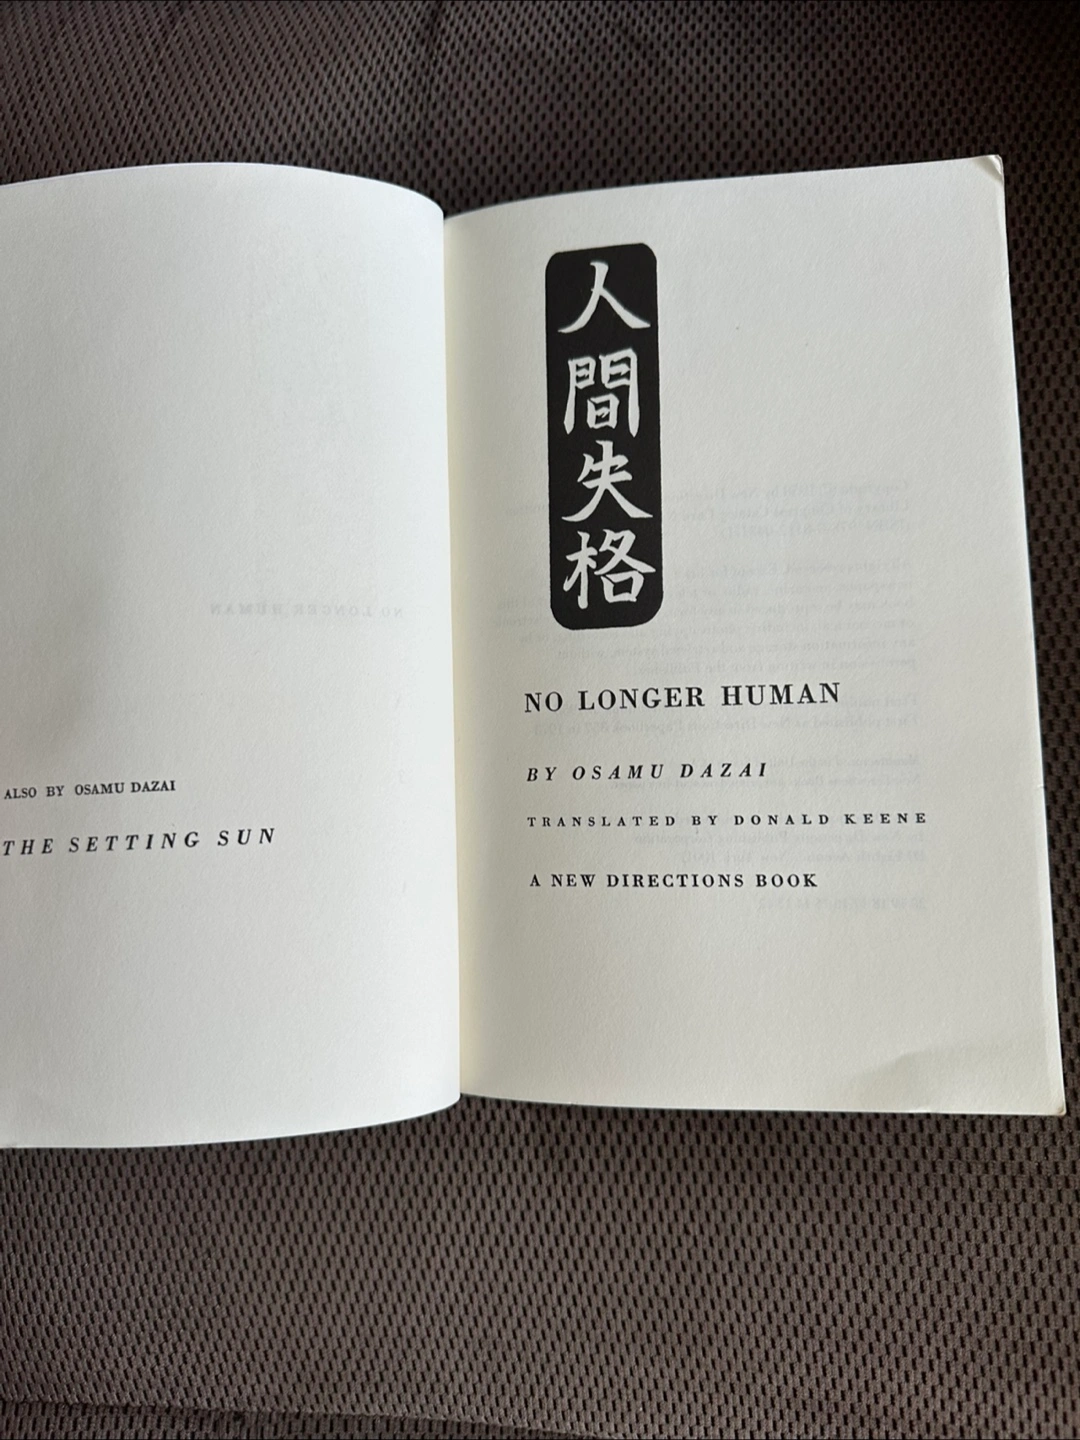 ALSO BY OSAMU DAZAI
THE SETTING SUN
人間失格
NO LONGER HUMAN
BY OSAMU DAZAI
TRANSLATED BY DONALD KEENE
A NEW DIRECTIONS BOOK